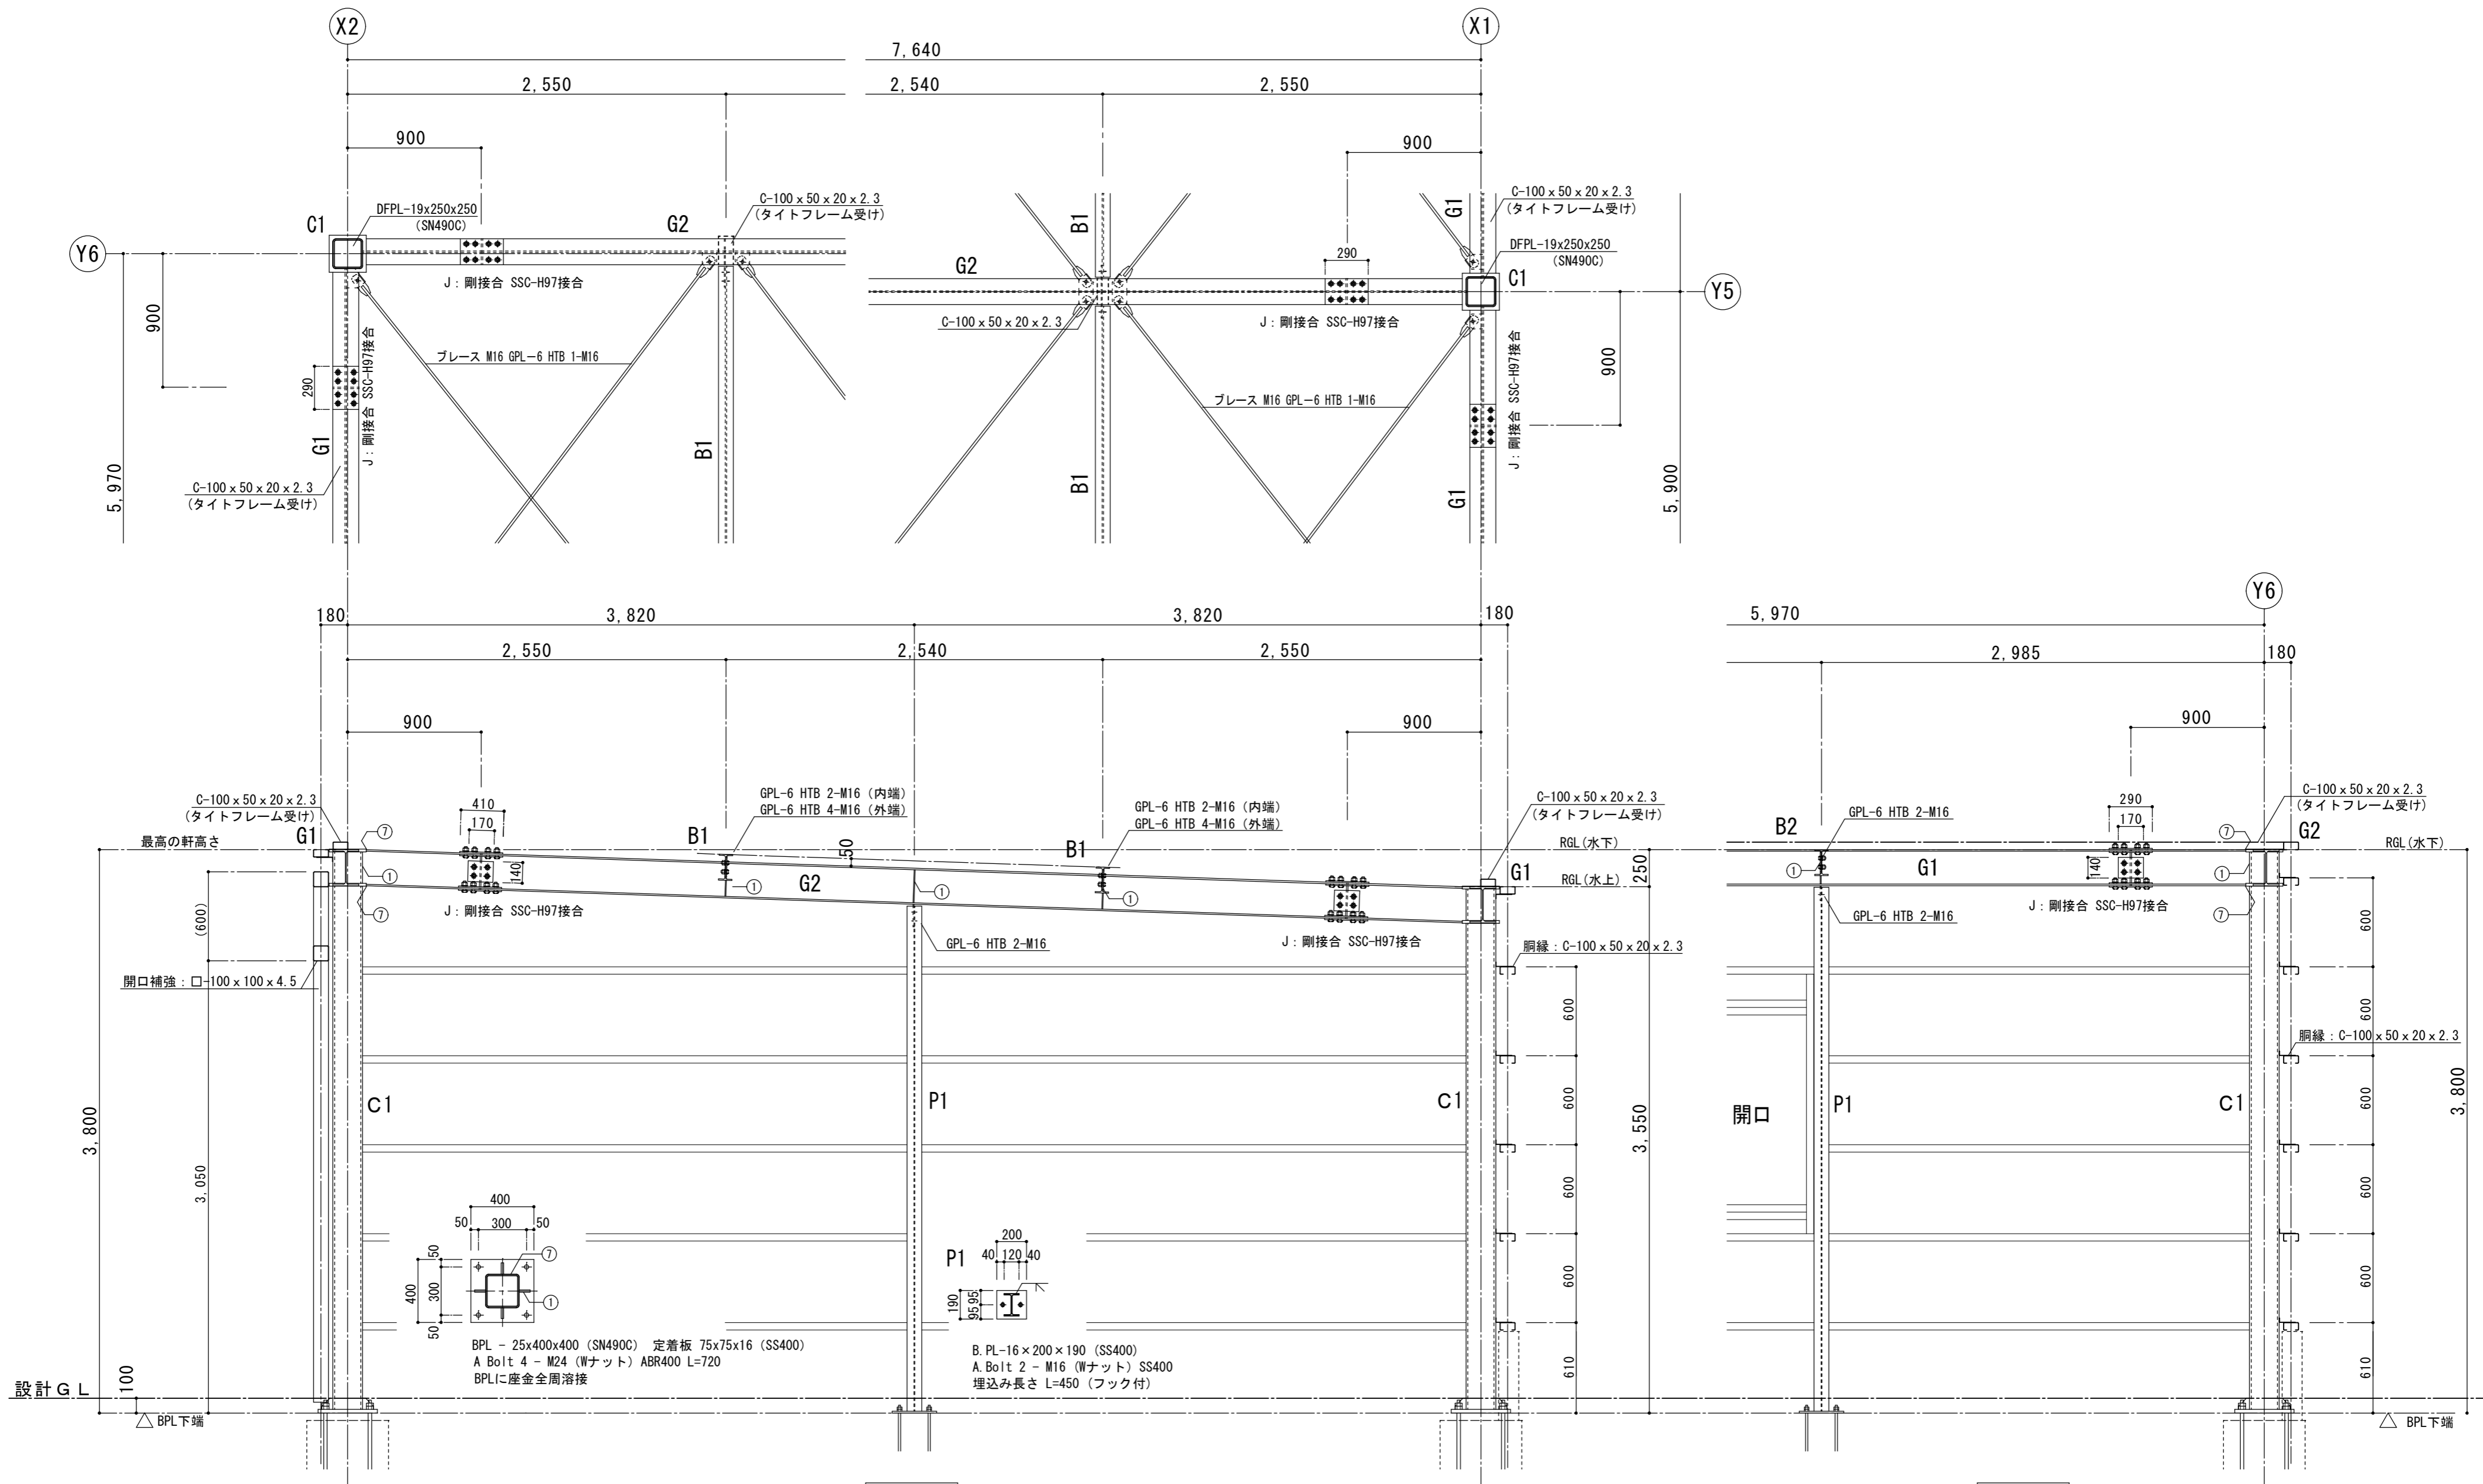 X2
X1
7,640
2,550
2,540
2,550
900
900
C-100 x 50 x 20 x 2.3
(タイトフレーム受け)
C-100 x 50 x 20 x 2.3
(タイトフレーム受け)
DFPL-19x250x250
(SN490C)
C1
G2
B1
G1
Y6
DFPL-19x250x250
(SN490C)
290
G2
C1
Y5
J：剛接合 SSC-H97接合
C-100 x 50 x 20 x 2.3
J：剛接合 SSC-H97接合
900
J：剛接合 SSC-H97接合
ブレース M16 GPL－6 HTB 1-M16
290
G1
B1
900
J：剛接合 SSC-H97接合
ブレース M16 GPL－6 HTB 1-M16
B1
G1
5,970
C-100 x 50 x 20 x 2.3
(タイトフレーム受け)
5,900
Y6
180
3,820
3,820
180
2,550
2,540
2,550
5,970
2,985
180
900
900
900
C-100 x 50 x 20 x 2.3
(タイトフレーム受け)
410
170
GPL-6 HTB 2-M16 (内端)
GPL-6 HTB 4-M16 (外端)
GPL-6 HTB 2-M16 (内端)
GPL-6 HTB 4-M16 (外端)
C-100 x 50 x 20 x 2.3
(タイトフレーム受け)
290
170
C-100 x 50 x 20 x 2.3
(タイトフレーム受け)
最高の軒高さ
G1
⑦
B1
50
B1
RGL(水下)
B2
GPL-6 HTB 2-M16
⑦
G2
RGL(水下)
①
140
①
G2
①
①
G1
RGL(水上)
250
①
G1
140
①
⑦
J：剛接合 SSC-H97接合
GPL-6 HTB 2-M16
J：剛接合 SSC-H97接合
GPL-6 HTB 2-M16
J：剛接合 SSC-H97接合
⑦
(600)
開口補強：□-100 x 100 x 4.5
胴縁：C-100 x 50 x 20 x 2.3
600
600
600
600
600
600
600
600
600
胴縁：C-100 x 50 x 20 x 2.3
3,800
3,050
C1
P1
C1
3,550
開口
P1
C1
3,800
400
50
300
50
50
300
50
400
⑦
①
P1
200
40
120
40
190
95
95
BPL - 25x400x400 (SN490C) 定着板 75x75x16 (SS400)
A Bolt 4 - M24 (Wナット) ABR400 L=720
BPLに座金全周溶接
B.PL-16×200×190 (SS400)
A.Bolt 2 - M16 (Wナット) SS400
埋込み長さ L=450 (フック付)
610
610
設計ＧＬ
100
△ BPL下端
△ BPL下端